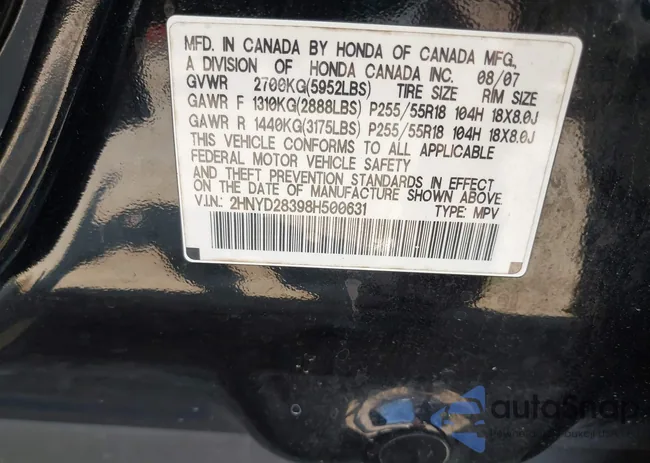 MFD. IN CANADA BY HONDA OF CANADA MFG.,
A DIVISION OF HONDA CANADA INC. 08/07
GVWR 2700KG(5952LBS) TIRE SIZE RIM SIZE
GAWR F 1310KG(2888LBS) P255/55R18 104H 18X8.0J
GAWR R 1440KG(3175LBS) P255/55R18 104H 18X8.0J
THIS VEHICLE CONFORMS TO ALL APPLICABLE
FEDERAL MOTOR VEHICLE SAFETY
AND THEFT PREVENTION STANDARDS IN EFFECT
ON THE DATE OF MANUFACTURE SHOWN ABOVE.
V.I.N.: 2HNYD28398H500631 TYPE: MPV
autoSnap